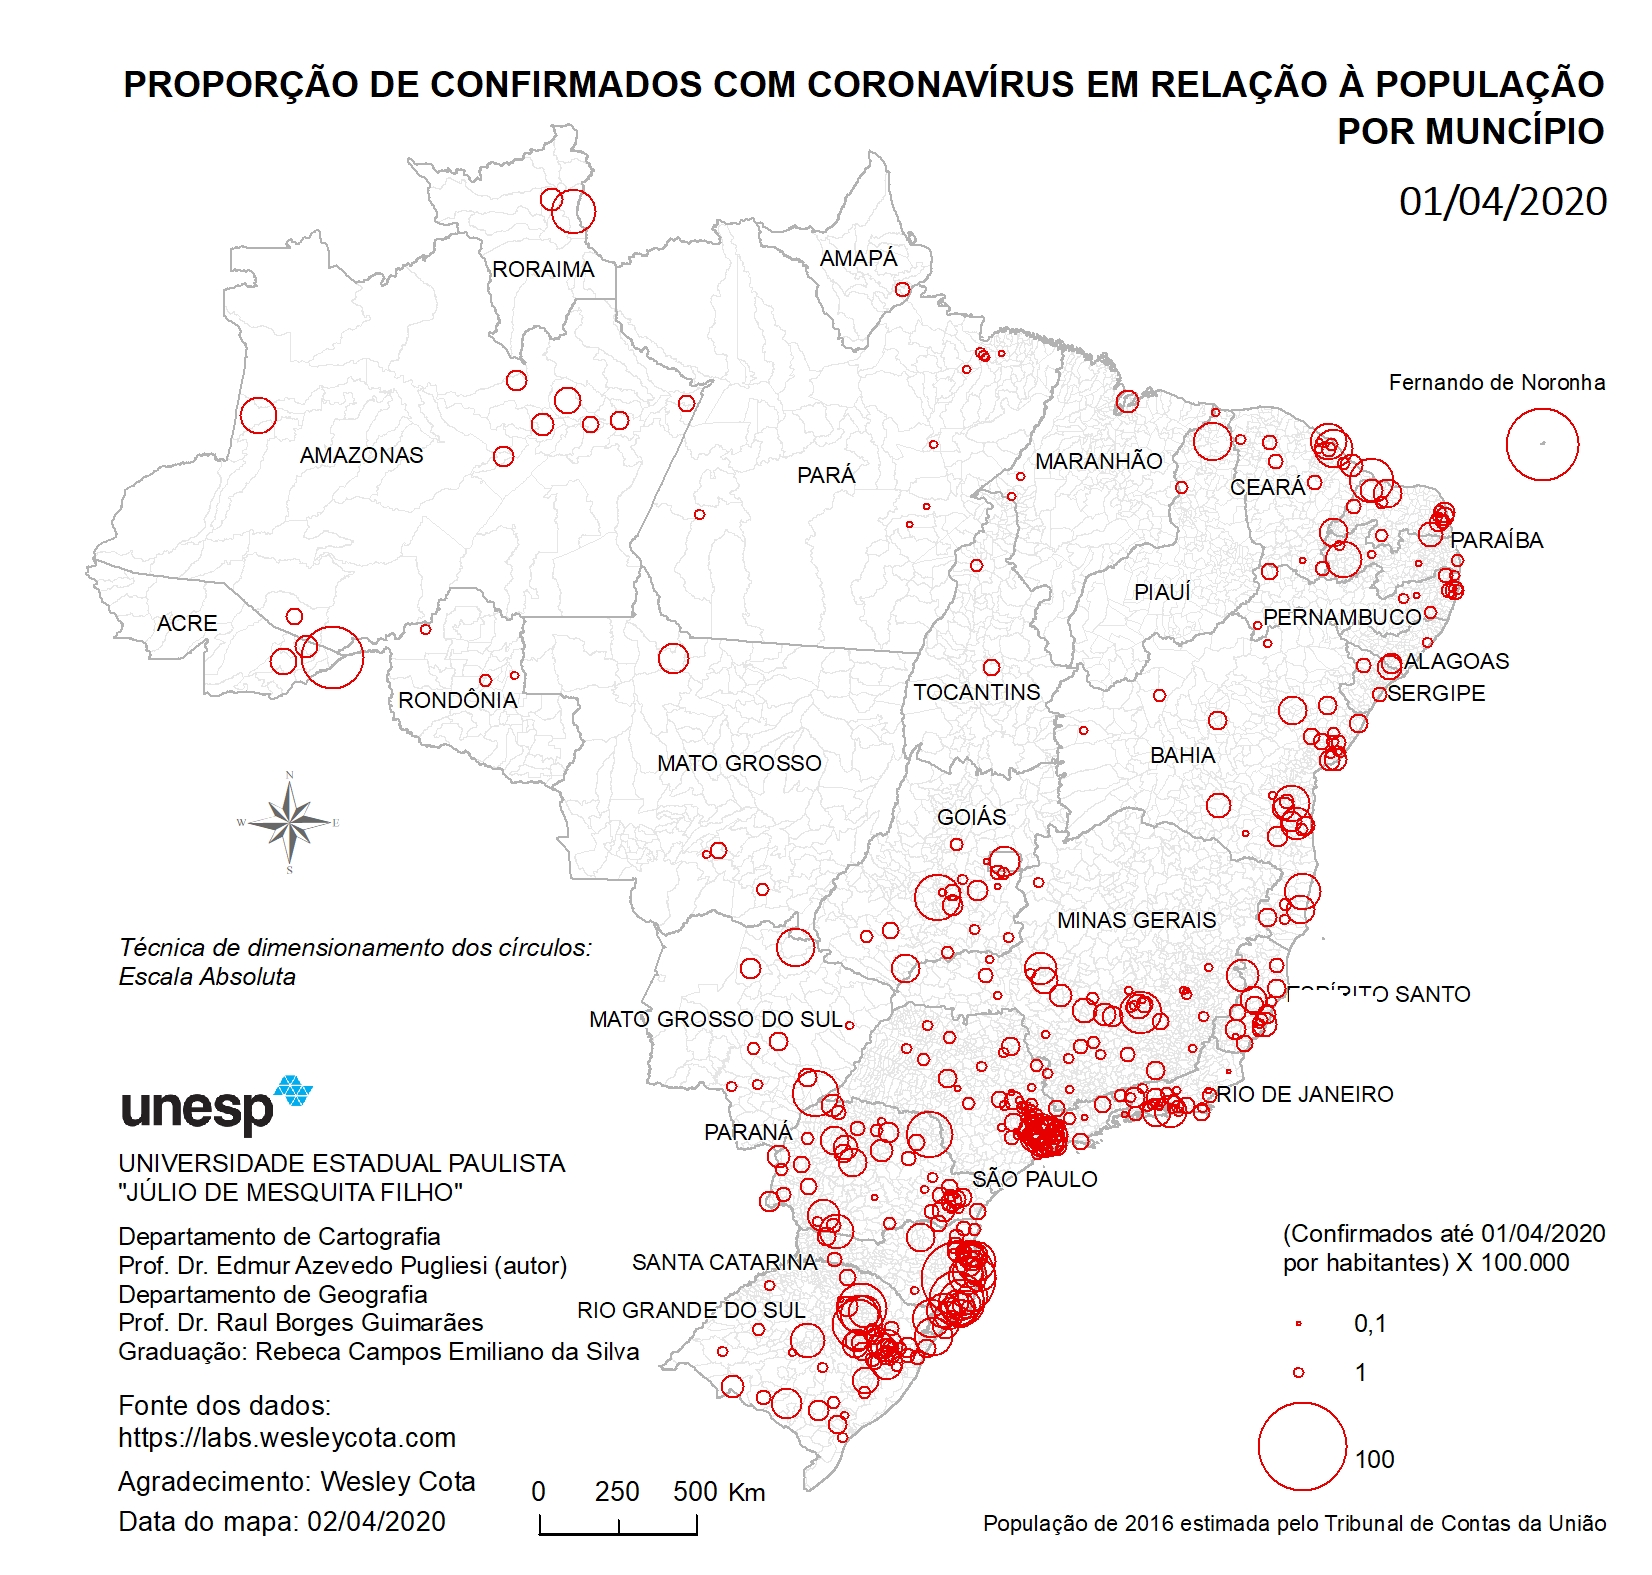 PROPORÇÃO DE CONFIRMADOS COM CORONAVÍRUS EM RELAÇÃO À POPULAÇÃO
POR MUNCÍPIO
01/04/2020
RORAIMA
AMAPÁ
Fernando de Noronha
AMAZONAS
PARÁ
MARANHÃO
CEARÁ
PARAÍBA
PIAUÍ
ACRE
PERNAMBUCO
RONDÔNIA
TOCANTINS
ALAGOAS
SERGIPE
MATO GROSSO
BAHIA
N
W
E
S
GOIÁS
MINAS GERAIS
Técnica de dimensionamento dos círculos:
Escala Absoluta
ESPÍRITO SANTO
MATO GROSSO DO SUL
RIO DE JANEIRO
unesp
PARANÁ
SÃO PAULO
UNIVERSIDADE ESTADUAL PAULISTA
"JÚLIO DE MESQUITA FILHO"
Departamento de Cartografia
Prof. Dr. Edmur Azevedo Pugliesi (autor)
Departamento de Geografia
Prof. Dr. Raul Borges Guimarães
Graduação: Rebeca Campos Emiliano da Silva
SANTA CATARINA
RIO GRANDE DO SUL
(Confirmados até 01/04/2020
por habitantes) X 100.000
0,1
1
100
Fonte dos dados:
https://labs.wesleycota.com
Agradecimento: Wesley Cota
Data do mapa: 02/04/2020
0 250 500 Km
População de 2016 estimada pelo Tribunal de Contas da União